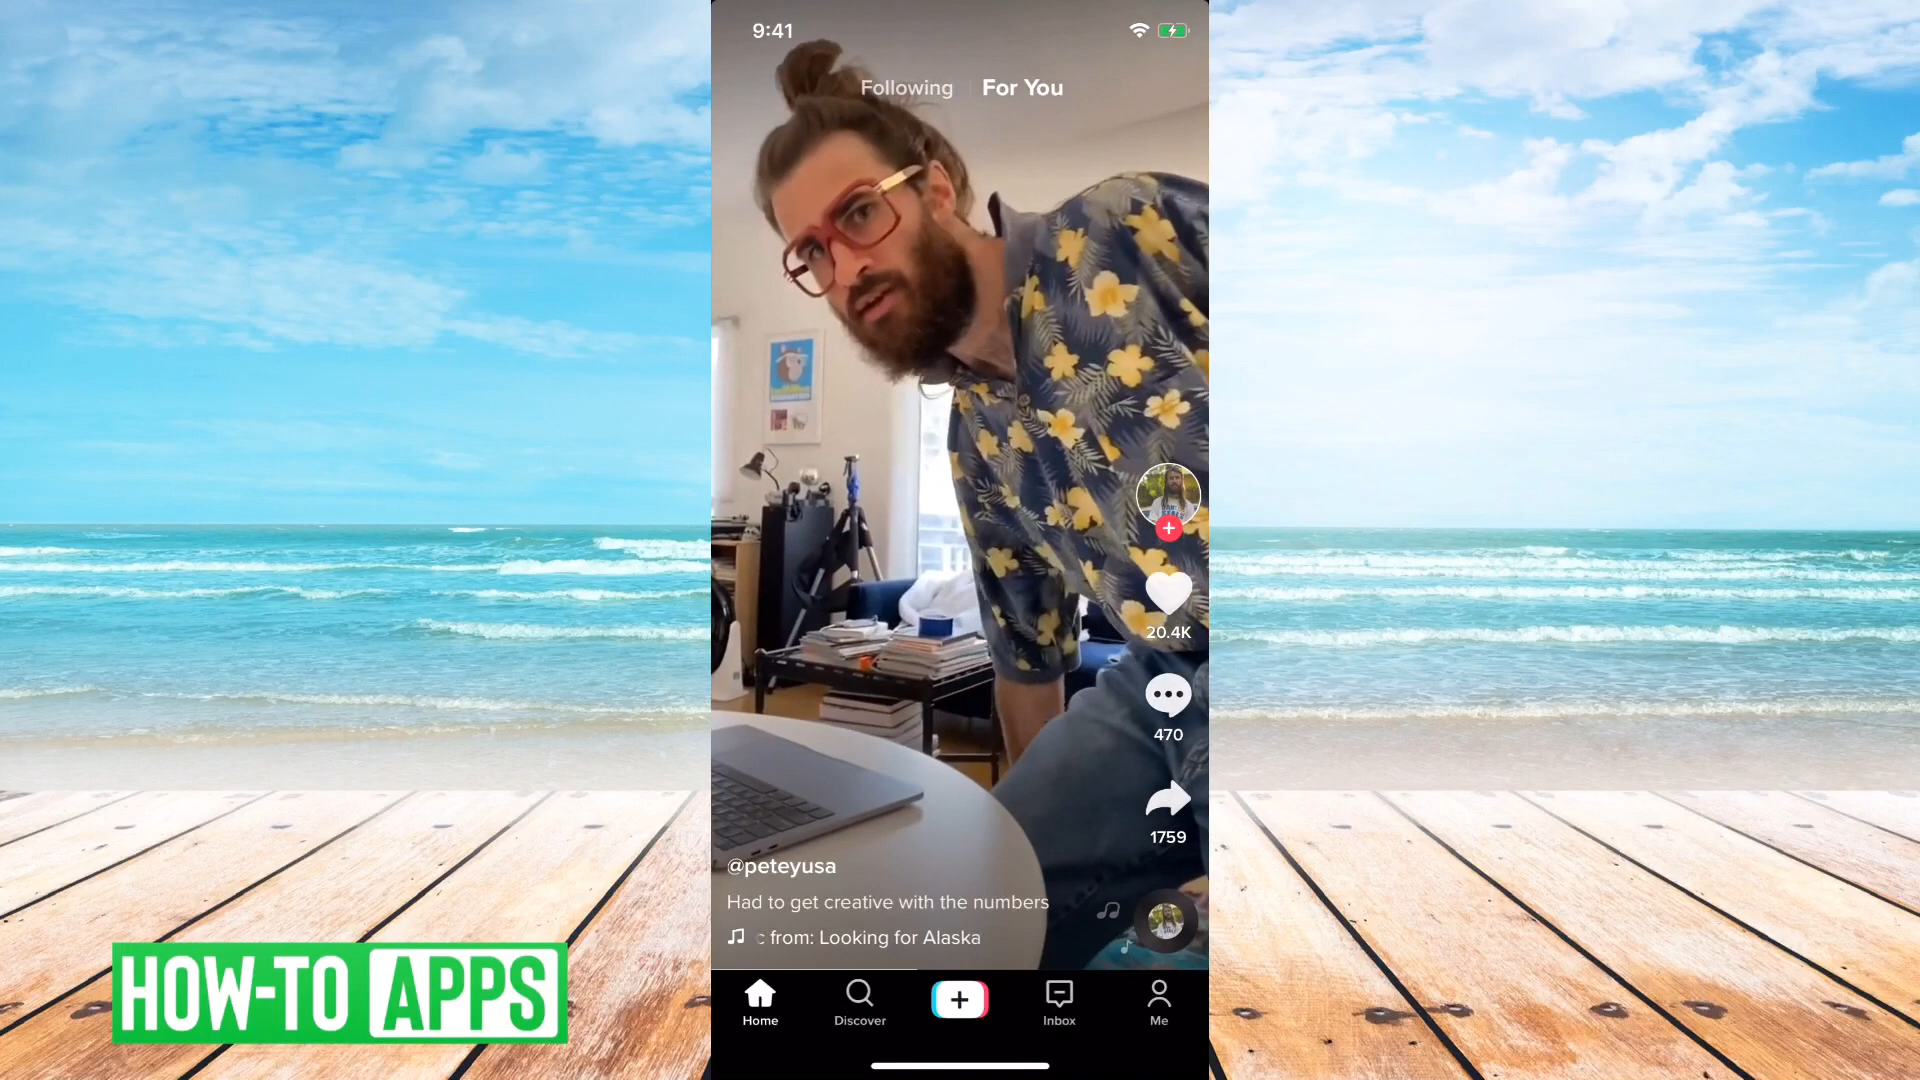 9:41
Following
For You
20.4K
470
1759
@peteyusa
Had to get creative with the numbers
c from: Looking for Alaska
HOW-TO APPS
Home
Discover
Inbox
Me